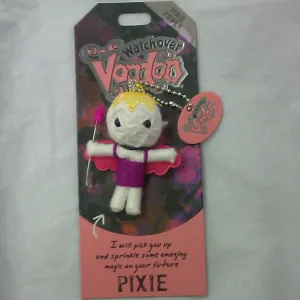 Watchover
Voodoo
I will pick you up
and sprinkle some amazing
magic on your future
PIXIE